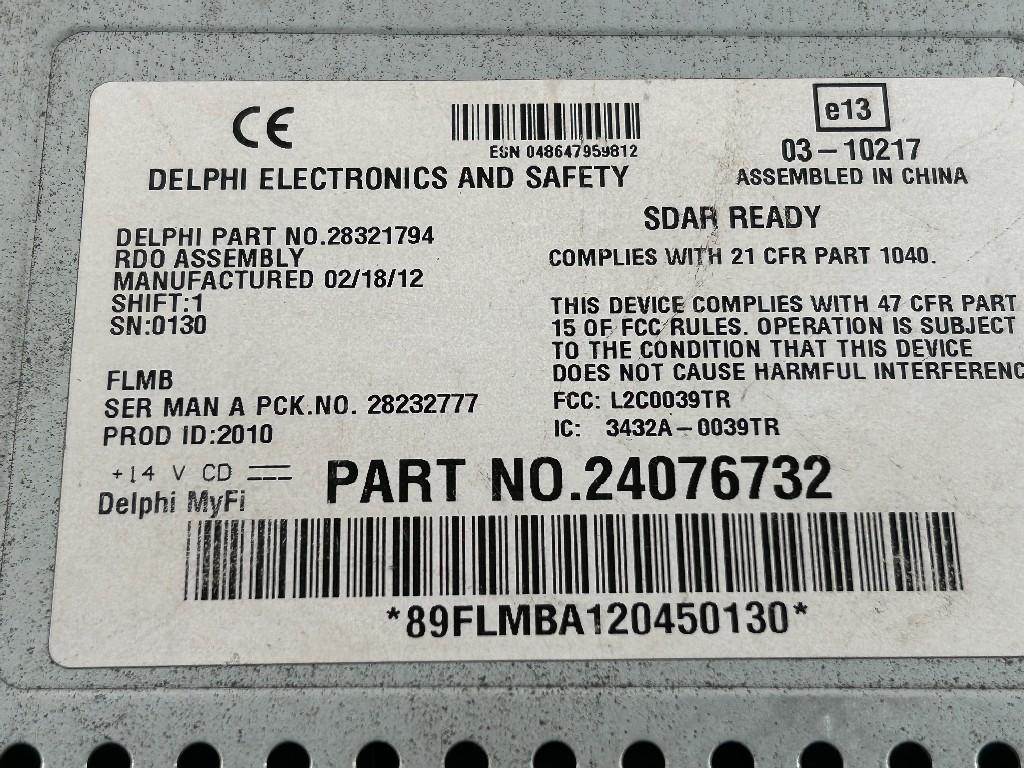 CE
ESN 048647959812
e13
03-10217
DELPHI ELECTRONICS AND SAFETY
ASSEMBLED IN CHINA
SDAR READY
DELPHI PART NO.28321794
RDO ASSEMBLY
COMPLIES WITH 21 CFR PART 1040.
MANUFACTURED 02/18/12
SHIFT:1
SN:0130
THIS DEVICE COMPLIES WITH 47 CFR PART
15 OF FCC RULES. OPERATION IS SUBJECT
TO THE CONDITION THAT THIS DEVICE
DOES NOT CAUSE HARMFUL INTERFERENC
FLMB
SER MAN A PCK.NO. 28232777
PROD ID:2010
FCC: L2C0039TR
IC: 3432A-0039TR
+14 V CD
Delphi MyFi
PART NO.24076732
*89FLMBA120450130*